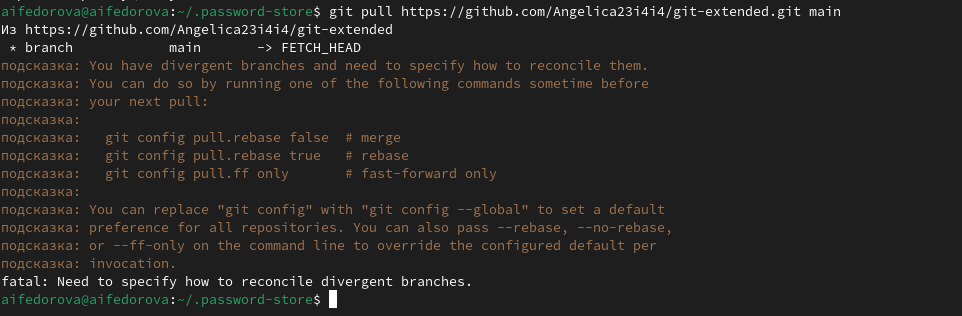 aifedorova@aifedorova:~/.password-store$ git pull https://github.com/Angelica23i4i4/git-extended.git main
Из https://github.com/Angelica23i4i4/git-extended
 * branch            main       -> FETCH_HEAD
подсказка: You have divergent branches and need to specify how to reconcile them.
подсказка: You can do so by running one of the following commands sometime before
подсказка: your next pull:
подсказка:
подсказка:   git config pull.rebase false  # merge
подсказка:   git config pull.rebase true   # rebase
подсказка:   git config pull.ff only       # fast-forward only
подсказка:
подсказка: You can replace "git config" with "git config --global" to set a default
подсказка: preference for all repositories. You can also pass --rebase, --no-rebase,
подсказка: or --ff-only on the command line to override the configured default per
подсказка: invocation.
fatal: Need to specify how to reconcile divergent branches.
aifedorova@aifedorova:~/.password-store$